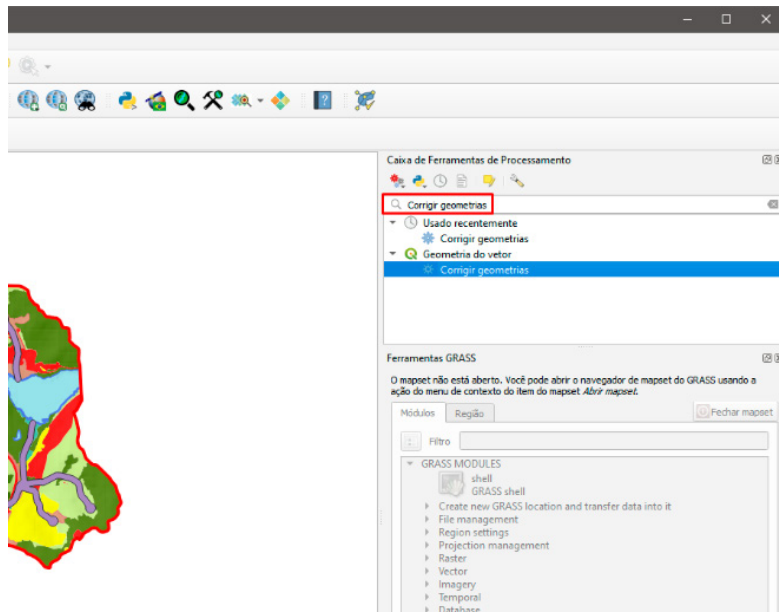 Caixa de Ferramentas de Processamento
Corrigir geometrias
Usado recentemente
Corrigir geometrias
Geometria do vetor
Corrigir geometrias
Ferramentas GRASS
O mapset não está aberto. Você pode abrir o navegador de mapset do GRASS usando a
ação do menu de contexto do item do mapset Abrir mapset.
Módulos Região Fechar mapset
Filtro
GRASS MODULES
shell
GRASS shell
Create new GRASS location and transfer data into it
File management
Region settings
Projection management
Raster
Vector
Imagery
Temporal
Database